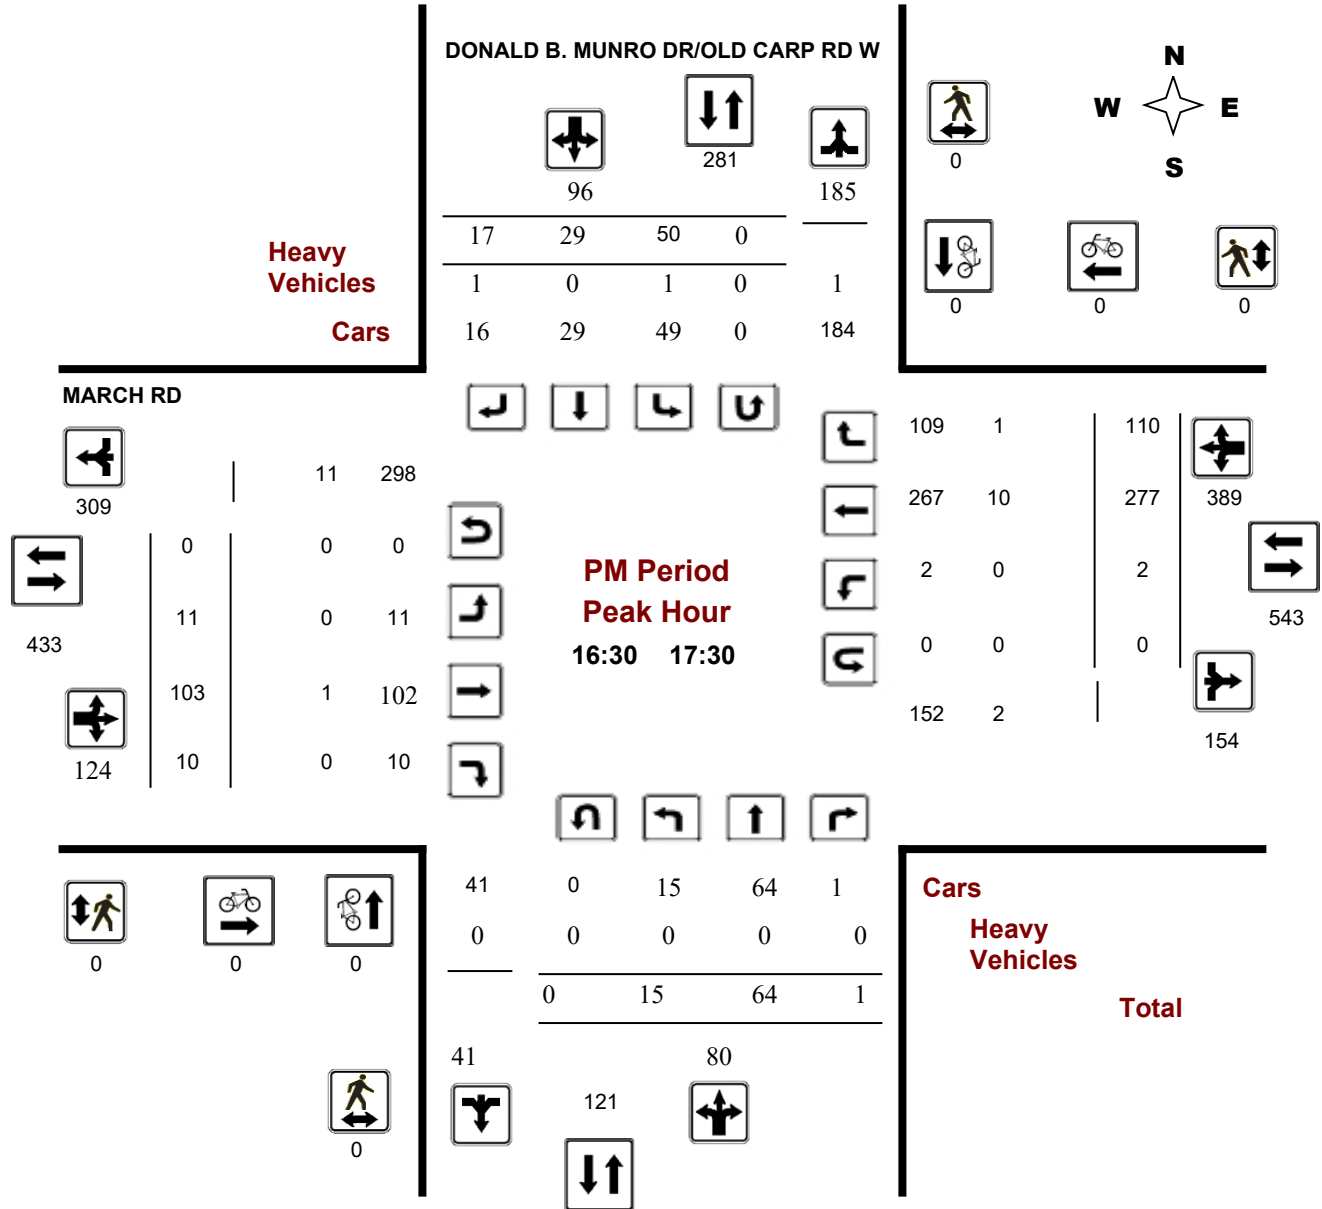 DONALD B. MUNRO DR/OLD CARP RD W
N
W E
S
281
0
96 185
17 29 50 0
Heavy
Vehicles
1 0 1 0 1
0 0 0
Cars
16 29 49 0 184
MARCH RD
109 1 110
11 298
309
267 10 277 389
0 0 0
PM Period
2 0 2
Peak Hour
11 0 11
543
433
16:30 17:30
0 0 0
103 1 102
152 2
154
124
10 0 10
41 0 15 64 1
Cars
0 0 0 0 0
Heavy
Vehicles
0 0 0
0 15 64 1
Total
41 80
121
0